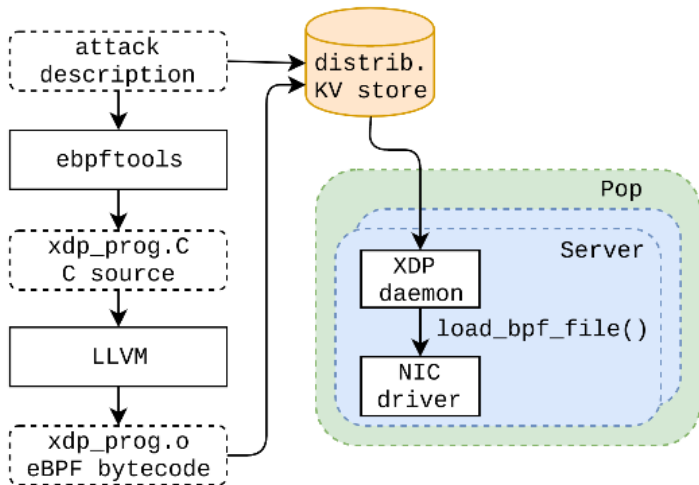 attack
description
ebpftools
xdp_prog.C
C source
LLVM
xdp_prog.o
eBPF bytecode
distrib.
KV store
Pop
Server
XDP
daemon
load_bpf_file()
NIC
driver